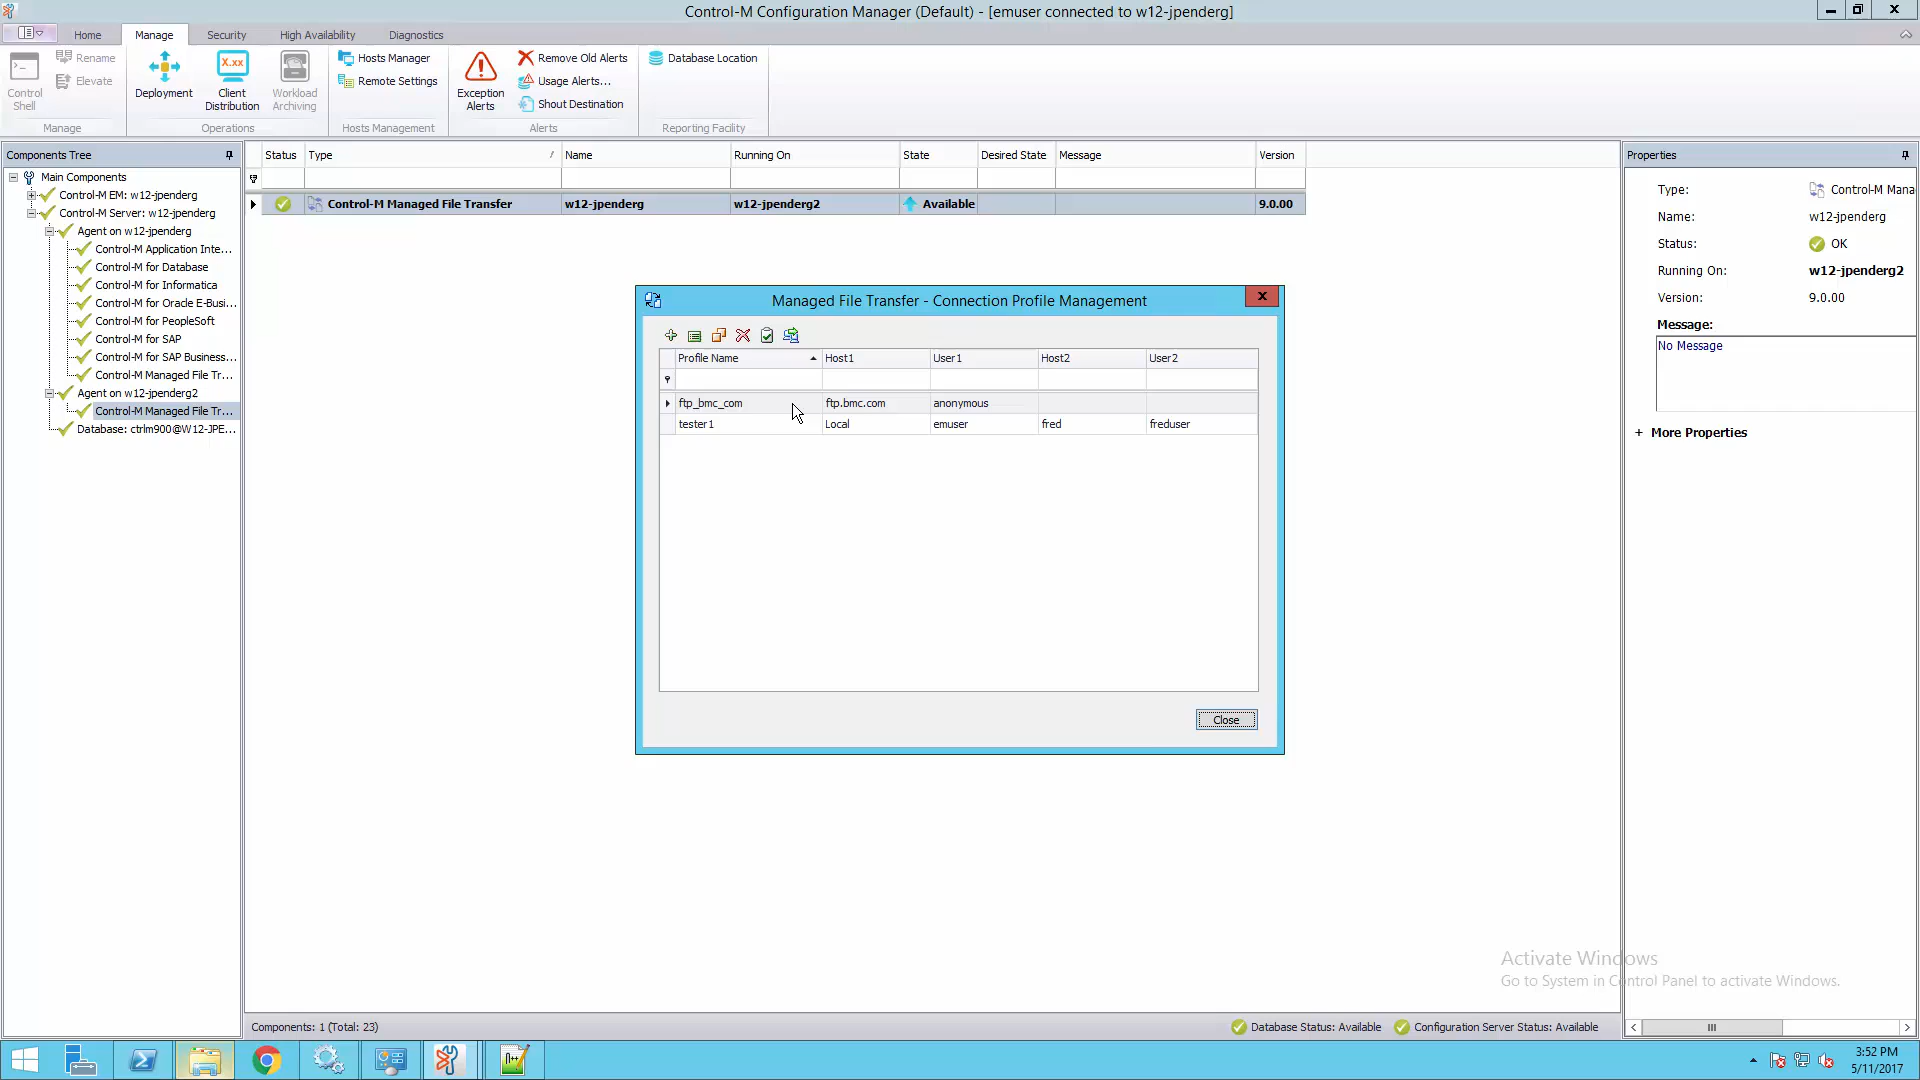 Control-M Configuration Manager (Default) - [emuser connected to w12-jpenderg]
Home
Manage
Security
High Availability
Diagnostics
Control Shell
Rename
Elevate
Manage
Deployment
Client Distribution
Workload Archiving
Operations
Hosts Manager
Remote Settings
Hosts Management
Exception Alerts
Remove Old Alerts
Usage Alerts...
Shout Destination
Alerts
Database Location
Reporting Facility
Components Tree
Main Components
Control-M EM: w12-jpenderg
Control-M Server: w12-jpenderg
Agent on w12-jpenderg
Control-M Application Inte...
Control-M for Database
Control-M for Informatica
Control-M for Oracle E-Busi...
Control-M for PeopleSoft
Control-M for SAP
Control-M for SAP Business...
Control-M Managed File Tr...
Agent on w12-jpenderg2
Control-M Managed File Tr...
Database: ctrlm900@W12-JPE...
Status Type Name Running On State Desired State Message Version
Control-M Managed File Transfer w12-jpenderg w12-jpenderg2 Available 9.0.00
Managed File Transfer - Connection Profile Management
Profile Name Host1 User1 Host2 User2
ftp_bmc_com ftp.bmc.com anonymous
tester1 Local emuser fred freduser
Close
Properties
Type: Control-M Mana
Name: w12-jpenderg
Status: OK
Running On: w12-jpenderg2
Version: 9.0.00
Message:
No Message
+ More Properties
Activate Windows
Go to System in Control Panel to activate Windows.
Components: 1 (Total: 23)
Database Status: Available
Configuration Server Status: Available
3:52 PM
5/11/2017